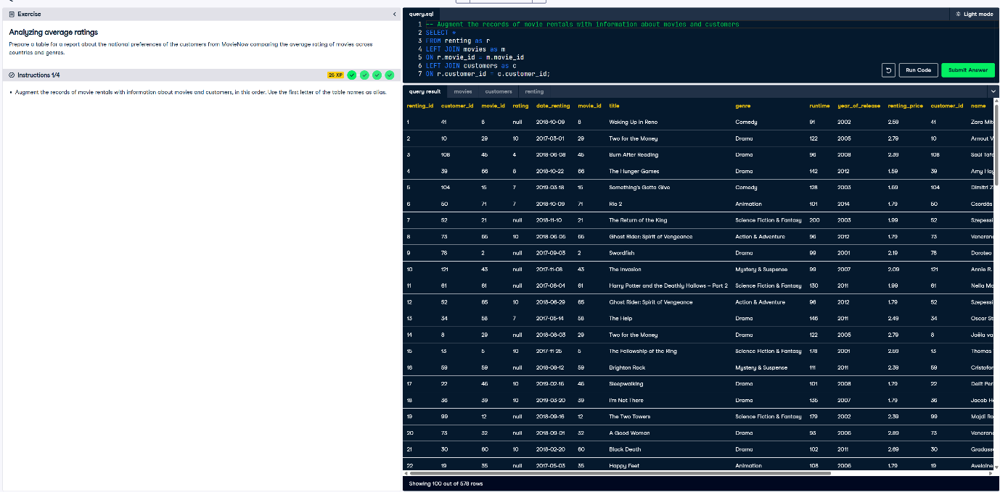 Exercise
Analyzing average ratings
Prepare a table for a report about the national preferences of the customers from MovieNow comparing the average rating of movies across
countries and genres.
Instructions 1/4
26 XP
Augment the records of movie rentals with information about movies and customers, in this order. Use the first letter of the table names as alias.
query.sql
Light mode
1 -- Augment the records of movie rentals with information about movies and customers
2 SELECT *
3 FROM renting as r
4 LEFT JOIN movies as m
5 ON r.movie_id = m.movie_id
6 LEFT JOIN customers as c
7 ON r.customer_id = c.customer_id;
Run Code
Submit Answer
query result movies customers renting
renting_id customer_id movie_id rating date_renting movie_id title genre runtime year_of_release renting_price customer_id name
1 41 8 null 2018-10-09 8 Waking Up in Reno Comedy 91 2002 2.59 41 Zara Mit
2 10 29 10 2017-03-01 29 Two for the Money Drama 122 2005 2.79 10 Arnout V
3 108 45 4 2018-06-08 45 Burn After Reading Drama 96 2008 2.39 108 Saúl Tafo
4 39 66 8 2018-10-22 66 The Hunger Games Drama 142 2012 1.59 39 Amy Hay
5 104 15 7 2019-03-18 15 Something's Gotta Give Comedy 128 2003 1.69 104 Dimitri Z
6 50 71 7 2018-10-09 71 Rio 2 Animation 101 2014 1.79 50 Csordás
7 52 21 null 2018-11-10 21 The Return of the King Science Fiction & Fantasy 200 2003 1.99 52 Szepessi
8 73 65 10 2018-06-05 65 Ghost Rider: Spirit of Vengeance Action & Adventure 96 2012 1.79 73 Veneran
9 78 2 null 2017-09-03 2 Swordfish Drama 99 2001 2.19 78 Doroteo
10 121 43 null 2017-11-08 43 The Invasion Mystery & Suspense 99 2007 2.09 121 Annie R.
11 61 61 null 2017-06-04 61 Harry Potter and the Deathly Hallows – Part 2 Science Fiction & Fantasy 130 2011 1.99 61 Nella Ma
12 52 65 10 2018-06-29 65 Ghost Rider: Spirit of Vengeance Action & Adventure 96 2012 1.79 52 Szepessi
13 34 58 7 2017-05-14 58 The Help Drama 146 2011 2.49 34 Oscar St
14 8 29 null 2018-08-03 29 Two for the Money Drama 122 2005 2.79 8 Jaëla va
15 13 5 10 2017-11-25 5 The Fellowship of the Ring Science Fiction & Fantasy 178 2001 2.59 13 Thomas
16 59 59 null 2018-08-12 59 Brighton Rock Mystery & Suspense 111 2011 2.39 59 Cristofor
17 22 46 10 2019-02-16 46 Sleepwalking Drama 101 2008 1.79 22 Delit Per
18 36 39 10 2019-03-20 39 I'm Not There Drama 135 2007 1.79 36 Jacob H
19 99 12 null 2018-09-16 12 The Two Towers Science Fiction & Fantasy 179 2002 2.39 99 Majdl Ro
20 73 32 null 2018-09-01 32 A Good Woman Drama 93 2006 2.89 73 Veneran
21 30 60 10 2018-02-20 60 Black Death Drama 102 2011 2.69 30 Gradass
22 19 35 null 2017-05-03 35 Happy Feet Animation 108 2006 1.79 19 Avelaine
Showing 100 out of 578 rows